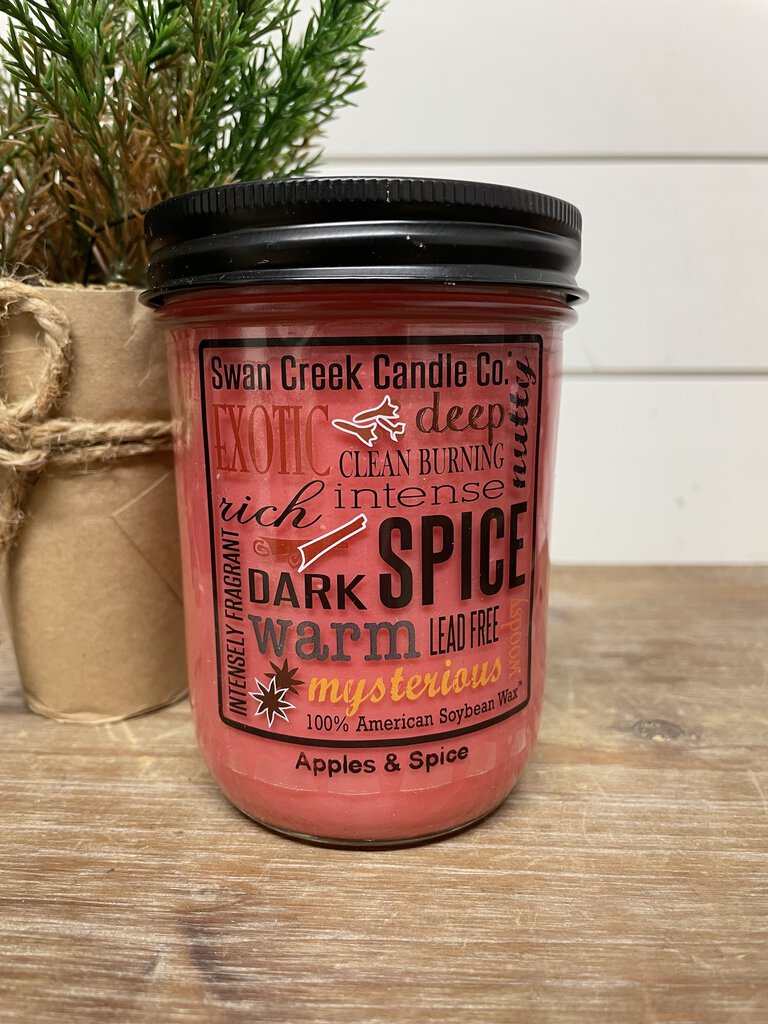 Swan Creek Candle Co.
EXOTIC
deep
nutty
CLEAN BURNING
rich
intense
SPICE
INTENSELY FRAGRANT
DARK
warm
LEAD FREE
woodsy
mysterious
100% American Soybean Wax™
Apples & Spice